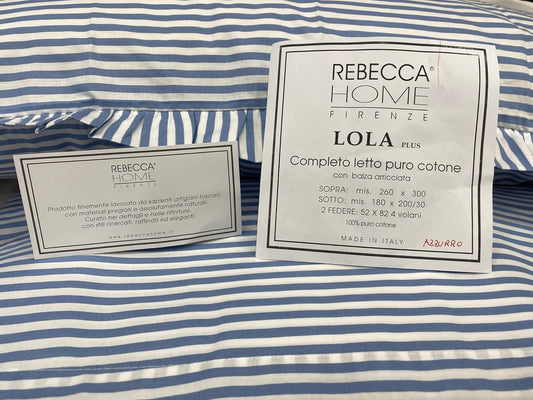 REBECCA®
HOME
FIRENZE
LOLA PLUS
Completo letto puro cotone
con balza arricciata
SOPRA: mis. 260 x 300
SOTTO: mis. 180 x 200/30
2 FEDERE: 52 X 82 4 volani
100% puro cotone
MADE IN ITALY
AZZURRO
REBECCA®
HOME
FIRENZE
Prodotto finemente lavorato da sapienti artigiani toscani,
con materiali pregiati e assolutamente naturali.
Curato nei dettagli e nelle rifiniture,
con stili ricercati, raffinati ed eleganti.
www.rebeccahome.it